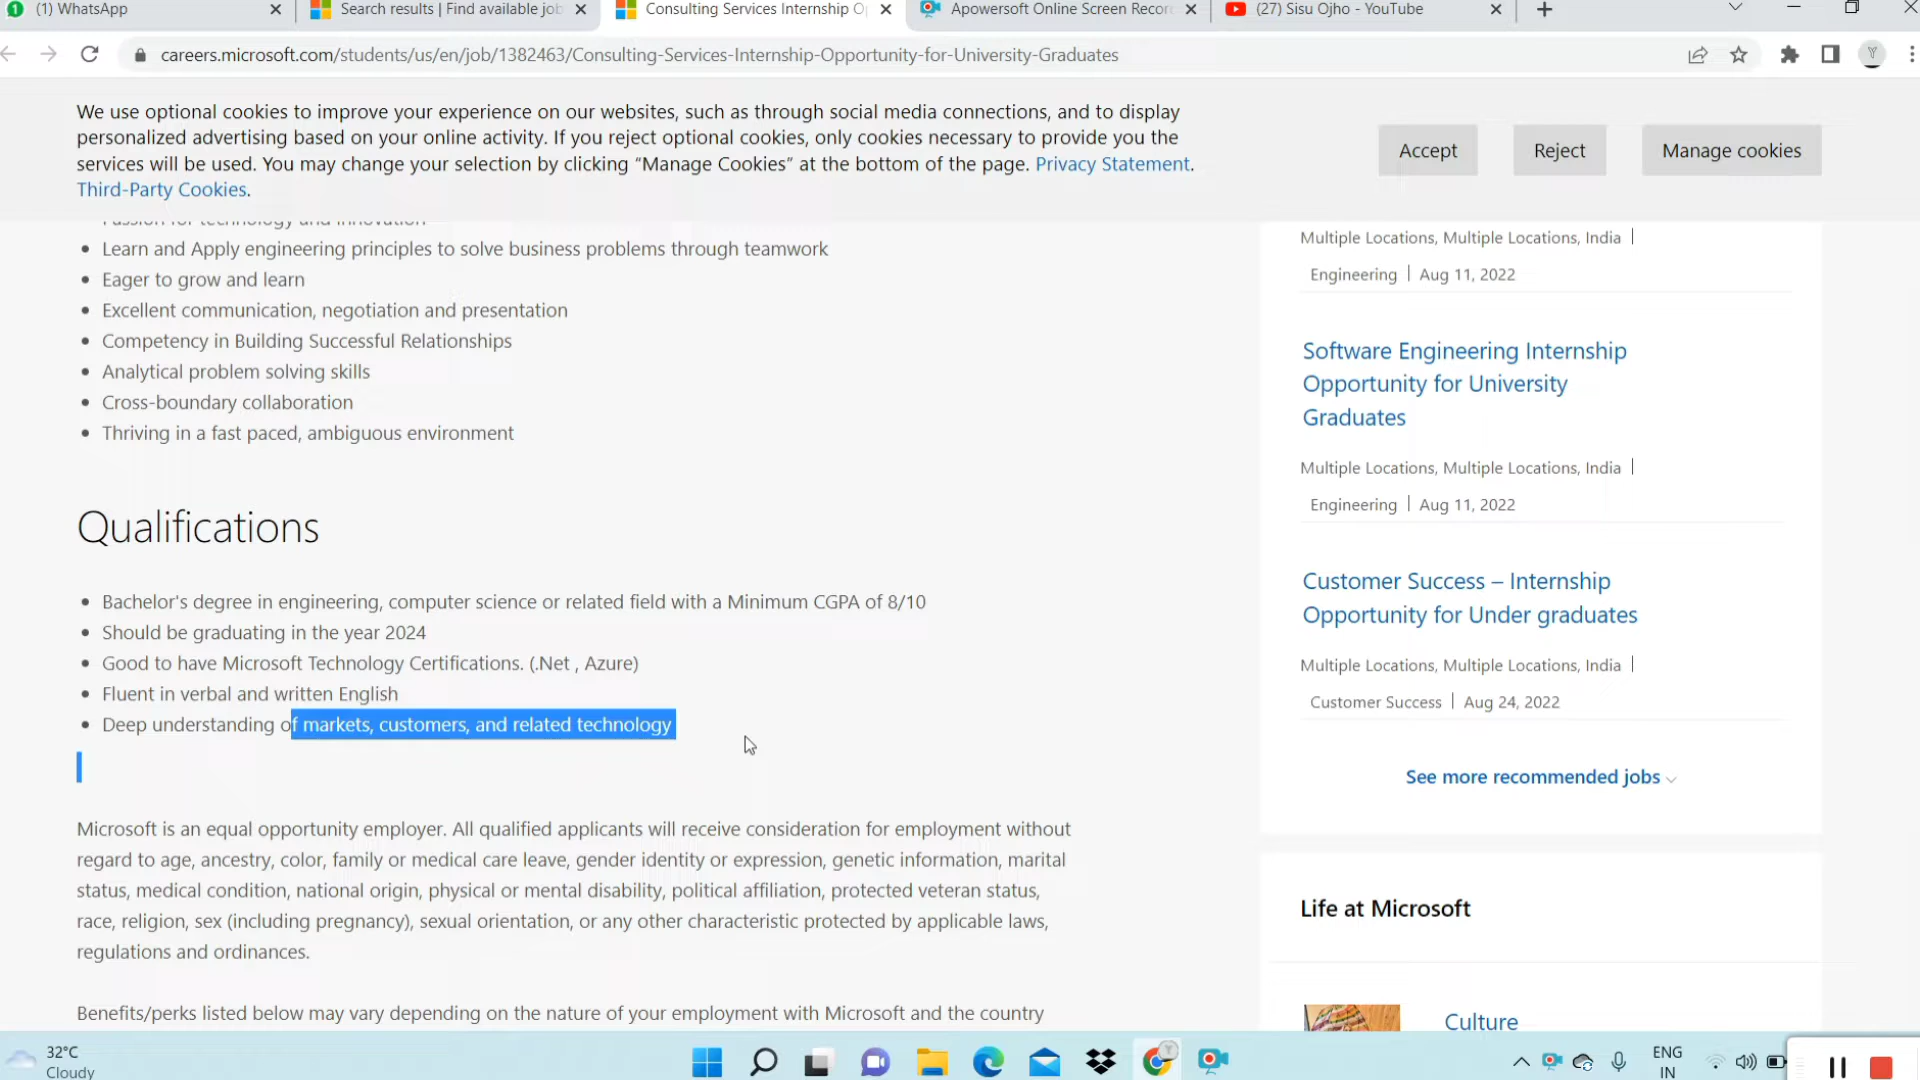 (1) WhatsApp
Search results | Find available job
Consulting Services Internship O
Apowersoft Online Screen Recor
(27) Sisu Ojho - YouTube
careers.microsoft.com/students/us/en/job/1382463/Consulting-Services-Internship-Opportunity-for-University-Graduates
Y
We use optional cookies to improve your experience on our websites, such as through social media connections, and to display
personalized advertising based on your online activity. If you reject optional cookies, only cookies necessary to provide you the
services will be used. You may change your selection by clicking “Manage Cookies” at the bottom of the page. Privacy Statement.
Third-Party Cookies.
Accept
Reject
Manage cookies
Passion for technology and innovation
Learn and Apply engineering principles to solve business problems through teamwork
Eager to grow and learn
Excellent communication, negotiation and presentation
Competency in Building Successful Relationships
Analytical problem solving skills
Cross-boundary collaboration
Thriving in a fast paced, ambiguous environment
Qualifications
Bachelor's degree in engineering, computer science or related field with a Minimum CGPA of 8/10
Should be graduating in the year 2024
Good to have Microsoft Technology Certifications. (.Net , Azure)
Fluent in verbal and written English
Deep understanding of markets, customers, and related technology
Microsoft is an equal opportunity employer. All qualified applicants will receive consideration for employment without
regard to age, ancestry, color, family or medical care leave, gender identity or expression, genetic information, marital
status, medical condition, national origin, physical or mental disability, political affiliation, protected veteran status,
race, religion, sex (including pregnancy), sexual orientation, or any other characteristic protected by applicable laws,
regulations and ordinances.
Benefits/perks listed below may vary depending on the nature of your employment with Microsoft and the country
Multiple Locations, Multiple Locations, India |
Engineering | Aug 11, 2022
Software Engineering Internship
Opportunity for University
Graduates
Multiple Locations, Multiple Locations, India |
Engineering | Aug 11, 2022
Customer Success – Internship
Opportunity for Under graduates
Multiple Locations, Multiple Locations, India |
Customer Success | Aug 24, 2022
See more recommended jobs
Life at Microsoft
Culture
32°C
Cloudy
ENG
IN